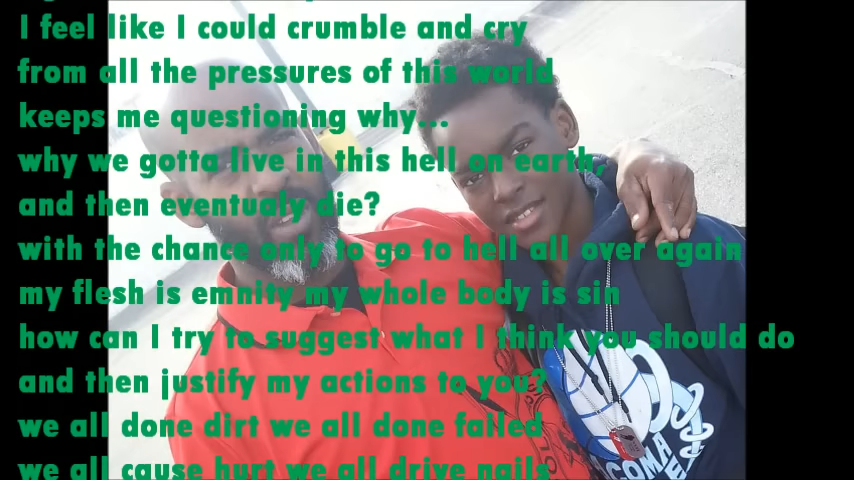 I feel like I could crumble and cry
from all the pressures of this world
keeps me questioning why...
why we gotta live in this hell on earth,
and then eventualy die?
with the chance only to go to hell all over again
my flesh is emnity my whole body is sin
how can I try to suggest what I think you should do
and then justify my actions to you?
we all done dirt we all done failed
we all cause hurt we all drive nails